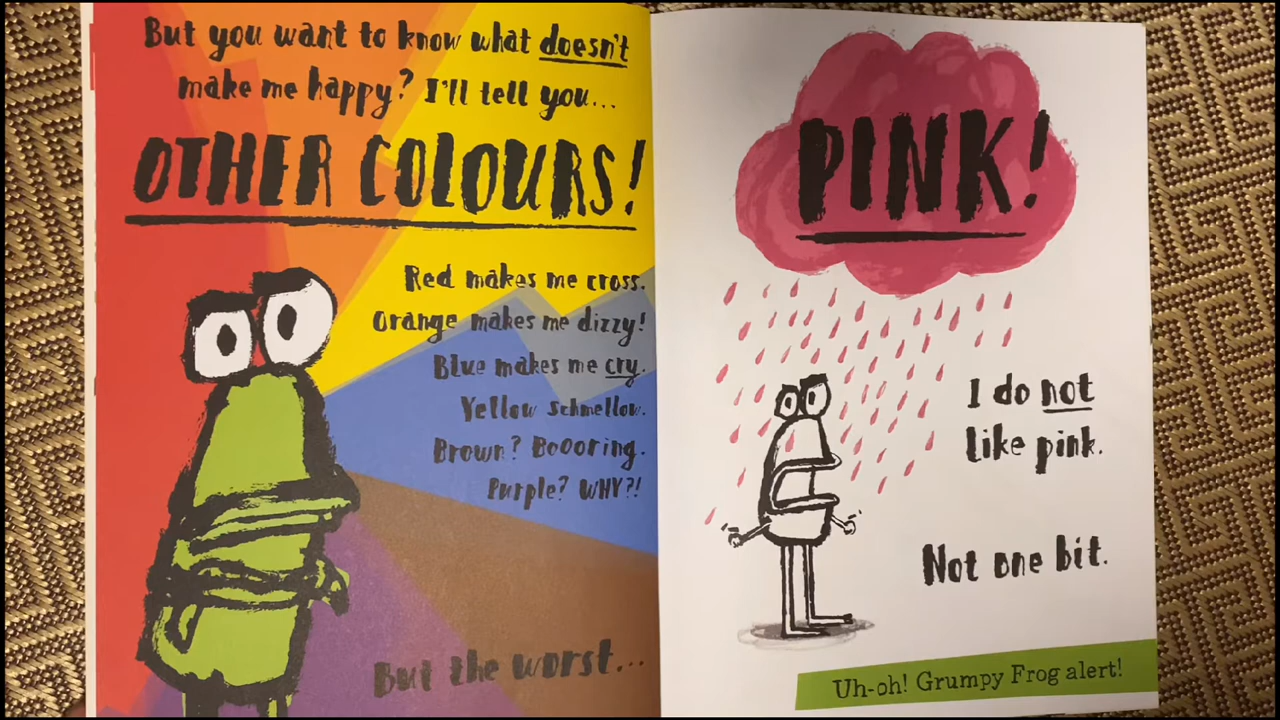 But you want to know what doesn't
make me happy? I'll tell you...
OTHER COLOURS!
Red makes me cross.
Orange makes me dizzy!
Blue makes me cry.
Yellow schmellow.
Brown? Boooring.
Purple? WHY?!
But the worst...
PINK!
I do not
like pink.
Not one bit.
Uh-oh! Grumpy Frog alert!